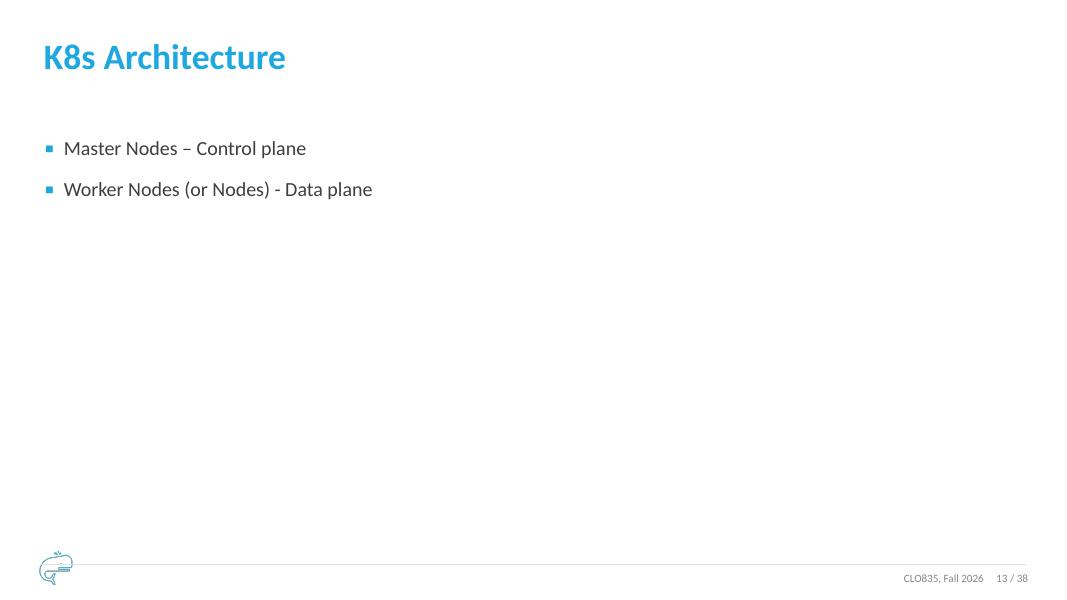 K8s Architecture
Master Nodes – Control plane
Worker Nodes (or Nodes) - Data plane
CLO835, Fall 2026 13 / 38